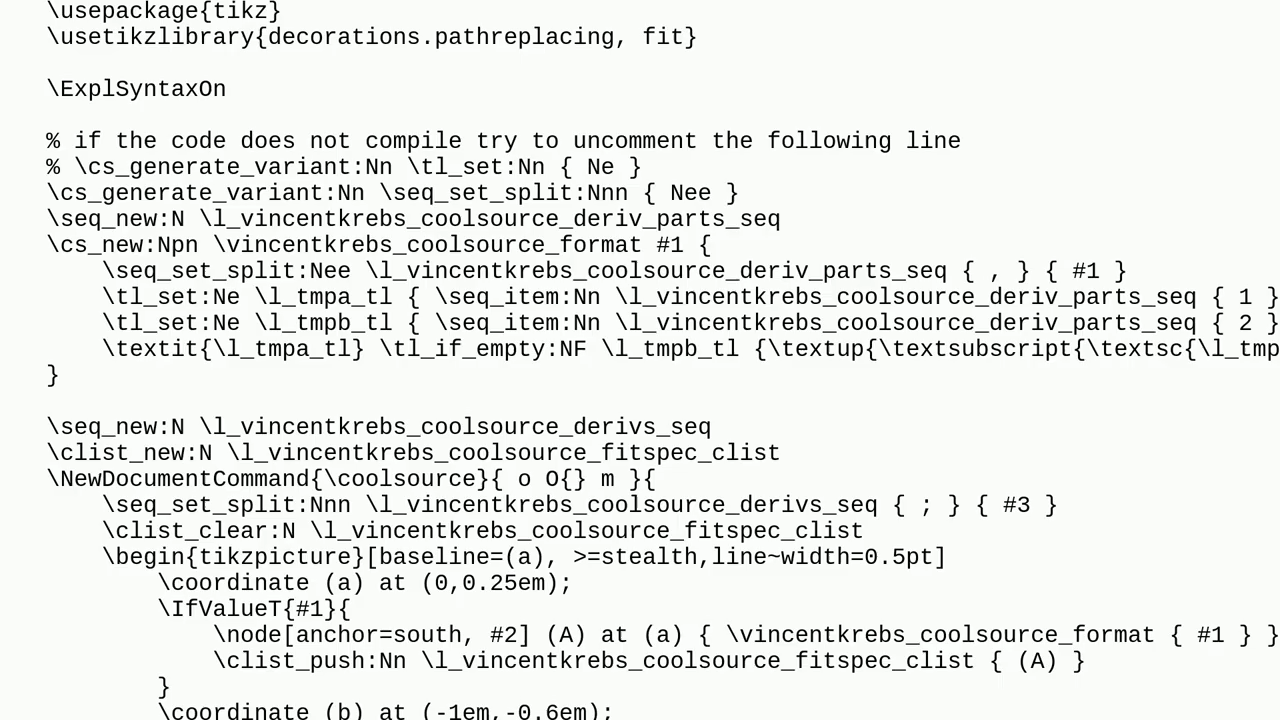 \usepackage{tikz}
\usetikzlibrary{decorations.pathreplacing, fit}
\ExplSyntaxOn
% if the code does not compile try to uncomment the following line
% \cs_generate_variant:Nn \tl_set:Nn { Ne }
\cs_generate_variant:Nn \seq_set_split:Nnn { Nee }
\seq_new:N \l_vincentkrebs_coolsource_deriv_parts_seq
\cs_new:Npn \vincentkrebs_coolsource_format #1 {
\seq_set_split:Nee \l_vincentkrebs_coolsource_deriv_parts_seq { , } { #1 }
\tl_set:Ne \l_tmpa_tl { \seq_item:Nn \l_vincentkrebs_coolsource_deriv_parts_seq { 1 }
\tl_set:Ne \l_tmpb_tl { \seq_item:Nn \l_vincentkrebs_coolsource_deriv_parts_seq { 2 }
\textit{\l_tmpa_tl} \tl_if_empty:NF \l_tmpb_tl {\textup{\textsubscript{\textsc{\l_tmp
}
\seq_new:N \l_vincentkrebs_coolsource_derivs_seq
\clist_new:N \l_vincentkrebs_coolsource_fitspec_clist
\NewDocumentCommand{\coolsource}{ o O{} m }{
\seq_set_split:Nnn \l_vincentkrebs_coolsource_derivs_seq { ; } { #3 }
\clist_clear:N \l_vincentkrebs_coolsource_fitspec_clist
\begin{tikzpicture}[baseline=(a), >=stealth,line~width=0.5pt]
\coordinate (a) at (0,0.25em);
\IfValueT{#1}{
\node[anchor=south, #2] (A) at (a) { \vincentkrebs_coolsource_format { #1 } }
\clist_push:Nn \l_vincentkrebs_coolsource_fitspec_clist { (A) }
}
\coordinate (b) at (-1em,-0.6em);